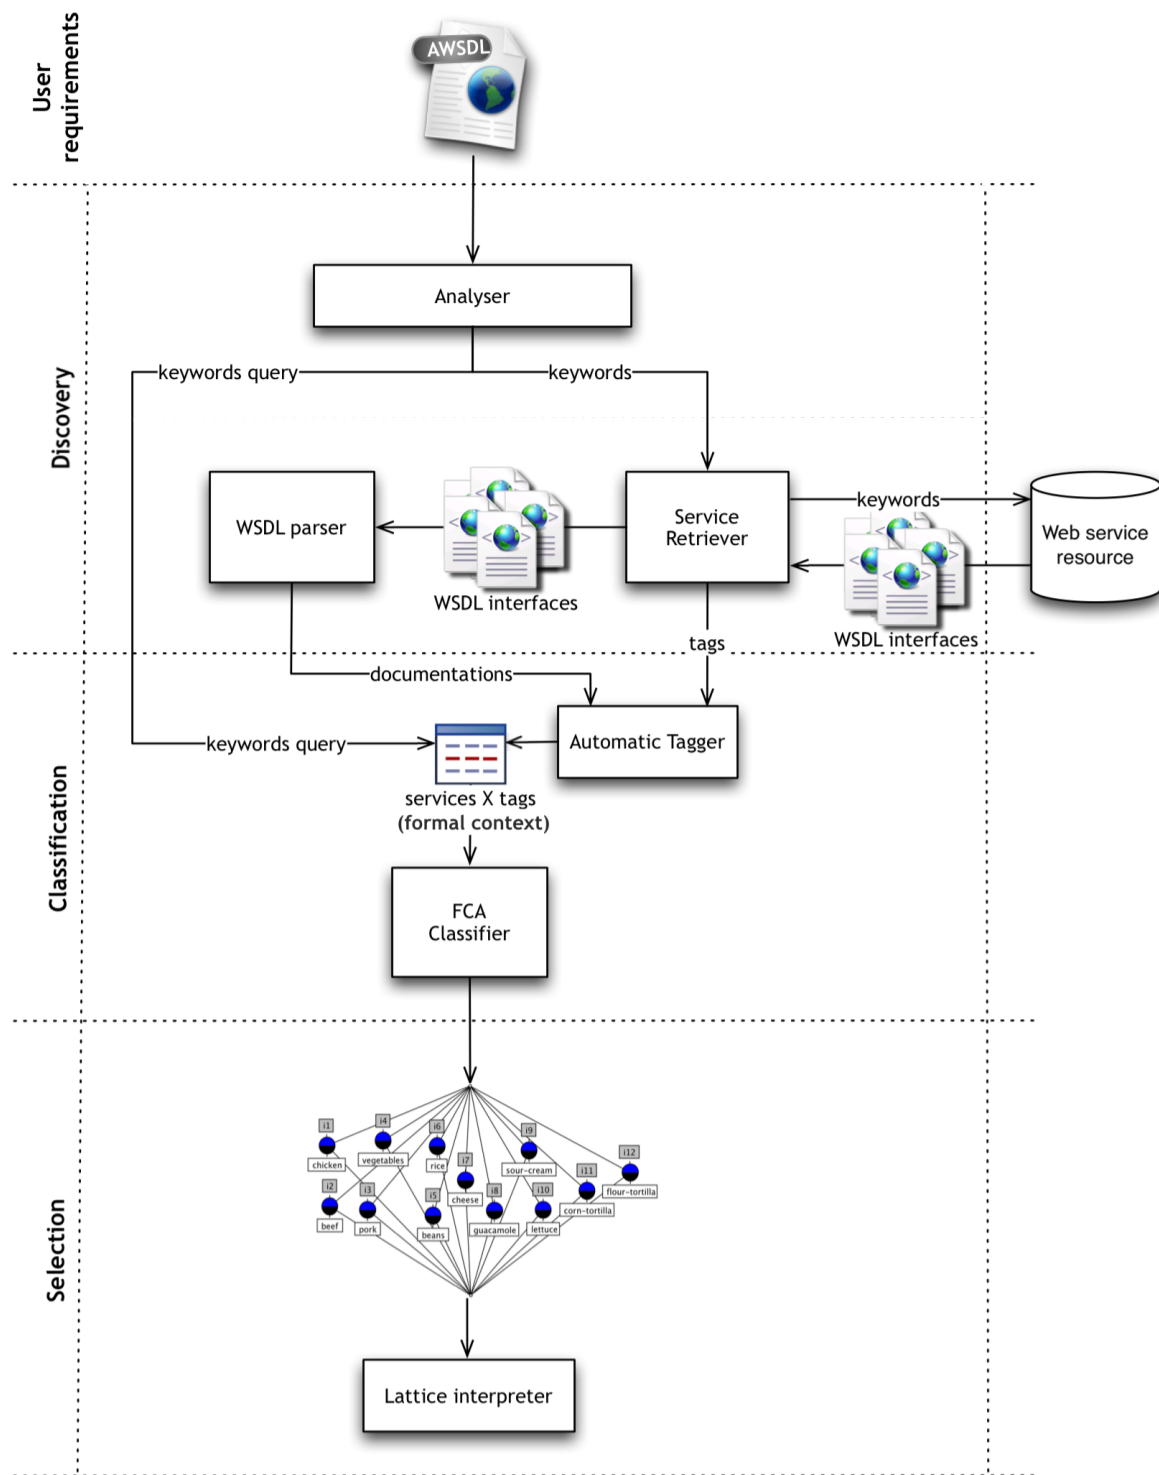 User
requirements
AWSDL
Analyser
keywords query
keywords
Discovery
WSDL parser
Service
Retriever
keywords
Web service
resource
WSDL interfaces
WSDL interfaces
tags
documentations
Classification
keywords query
Automatic Tagger
services X tags
(formal context)
FCA
Classifier
Selection
i1
chicken
i4
vegetables
i6
rice
i7
cheese
i9
sour-cream
i12
flour-tortilla
i11
corn-tortilla
i2
beef
i3
pork
i5
beans
i8
guacamole
i10
lettuce
Lattice interpreter